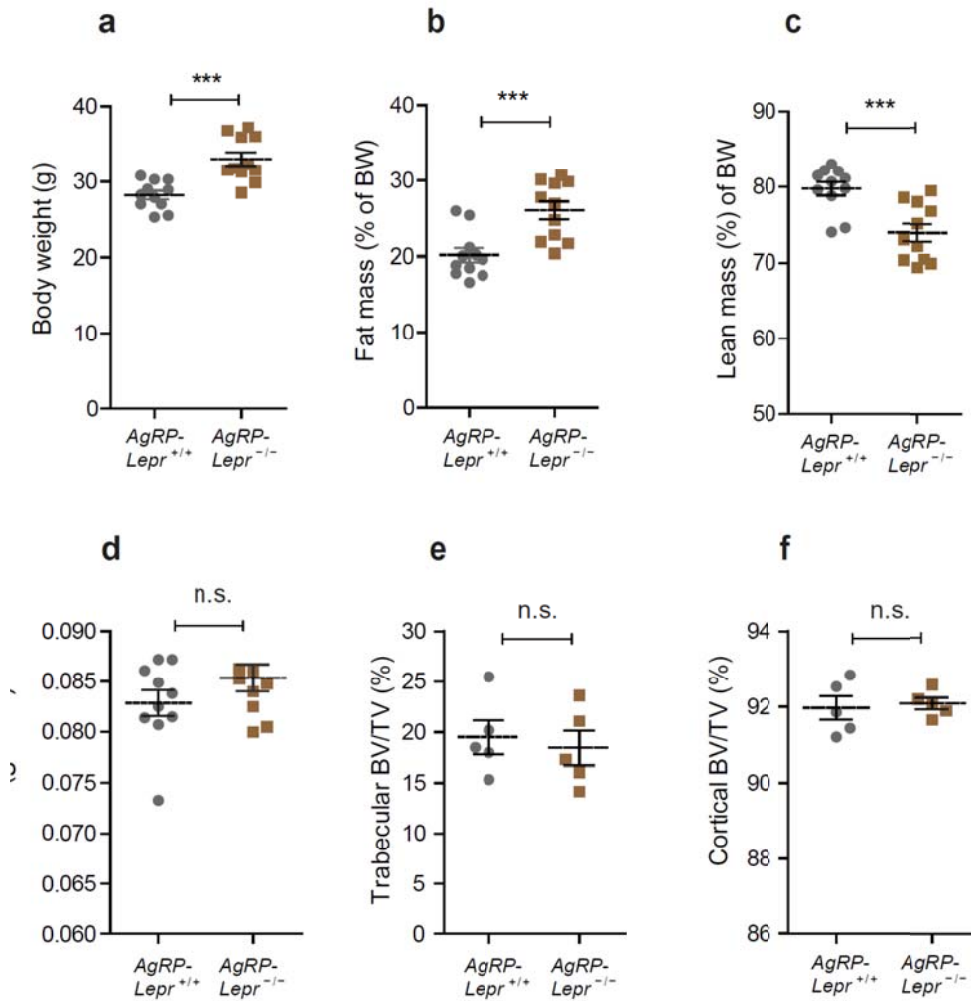 a
***
Body weight (g)
40
30
20
10
0
AgRP-
Lepr +/+
AgRP-
Lepr −/−
b
***
Fat mass (% of BW)
40
30
20
10
0
AgRP-
Lepr +/+
AgRP-
Lepr −/−
c
***
Lean mass (%) of BW
90
80
70
60
50
AgRP-
Lepr +/+
AgRP-
Lepr −/−
d
n.s.
0.090
0.085
0.080
0.075
0.070
0.065
0.060
AgRP-
Lepr +/+
AgRP-
Lepr −/−
e
n.s.
Trabecular BV/TV (%)
30
25
20
15
10
5
0
AgRP-
Lepr +/+
AgRP-
Lepr −/−
f
n.s.
Cortical BV/TV (%)
94
92
90
88
86
AgRP-
Lepr +/+
AgRP-
Lepr −/−